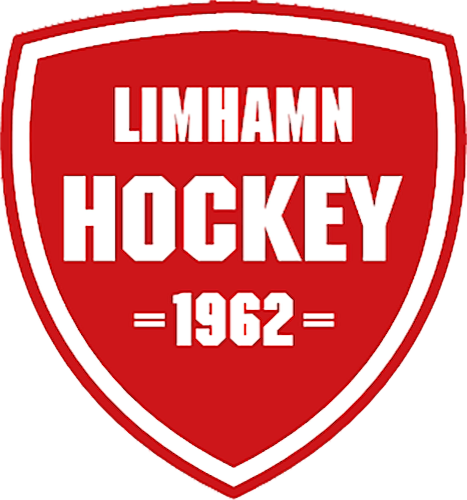 LIMHAMN
HOCKEY
=1962=